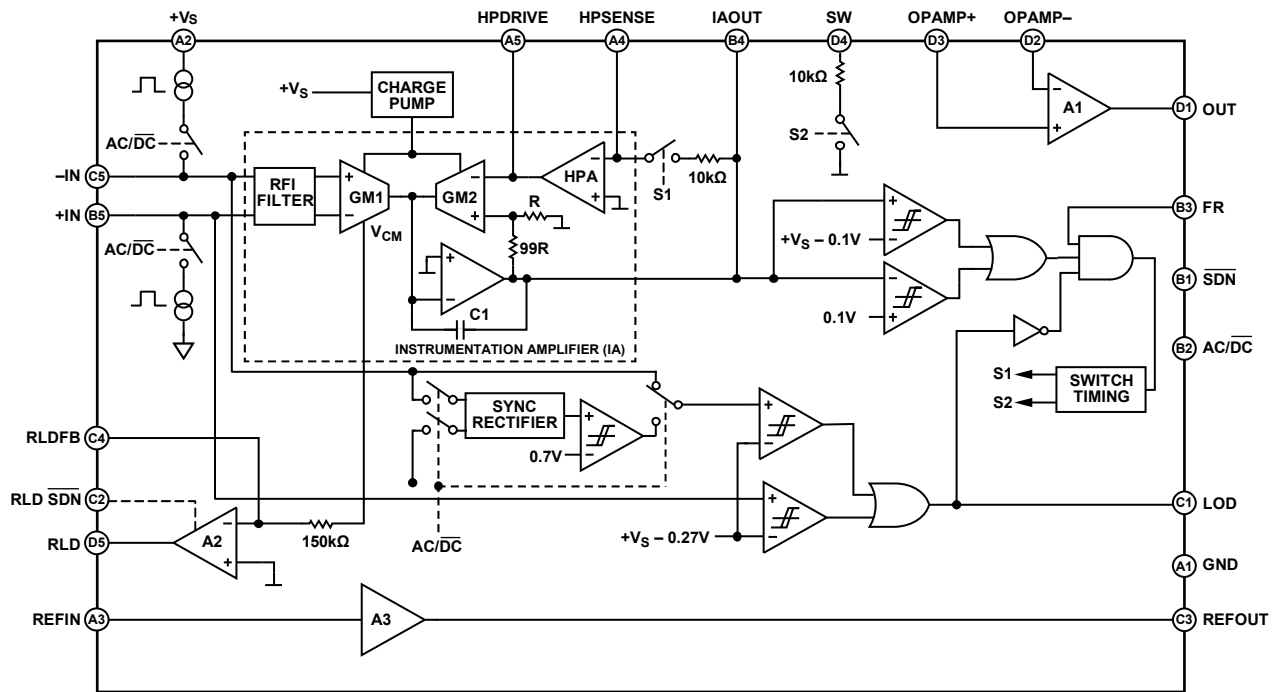 +VS HPDRIVE HPSENSE IAOUT SW OPAMP+ OPAMP–
A2 A5 A4 B4 D4 D3 D2
10kΩ
+VS CHARGE
PUMP
– A1 D1 OUT
+
AC/DC S2
–IN C5
RFI
FILTER
+ GM1 – GM2 – HPA + S1 10kΩ
+IN B5
– VCM + R
B3 FR
AC/DC
99R
+
+VS – 0.1V –
+ –
B1 SDN
–
0.1V +
C1
INSTRUMENTATION AMPLIFIER (IA)
B2 AC/DC
S1
S2
SWITCH
TIMING
SYNC
RECTIFIER
+
0.7V –
+
–
RLDFB C4
RLD SDN C2
+
C1 LOD
RLD D5
– A2 +
150kΩ
AC/DC
+VS – 0.27V –
A1 GND
REFIN A3
A3
C3 REFOUT